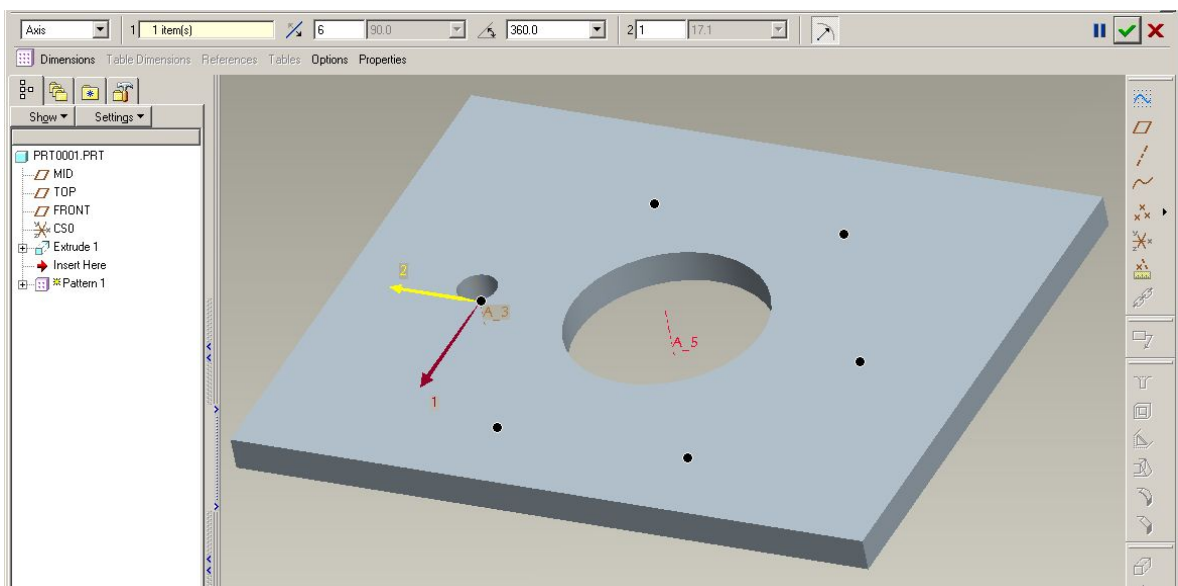 Axis 1 1 item(s) 6 90.0 360.0 2 1 17.1
Dimensions Table Dimensions References Tables Options Properties
Show Settings
PRT0001.PRT
MID
TOP
FRONT
CS0
Extrude 1
Insert Here
Pattern 1
2
A_3
A_5
1